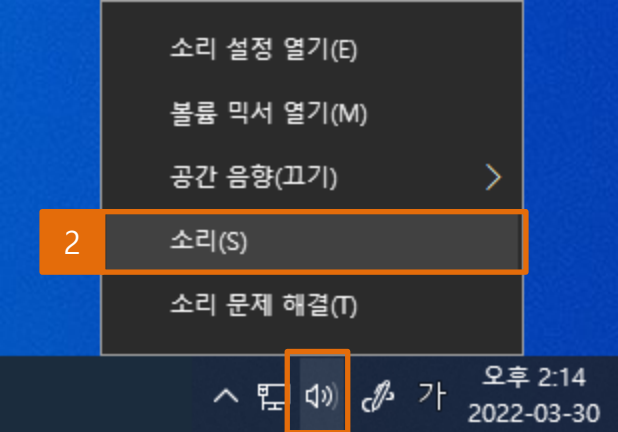 소리 설정 열기(E)
볼륨 믹서 열기(M)
공간 음향(끄기)
2
소리(S)
소리 문제 해결(T)
가
오후 2:14
2022-03-30